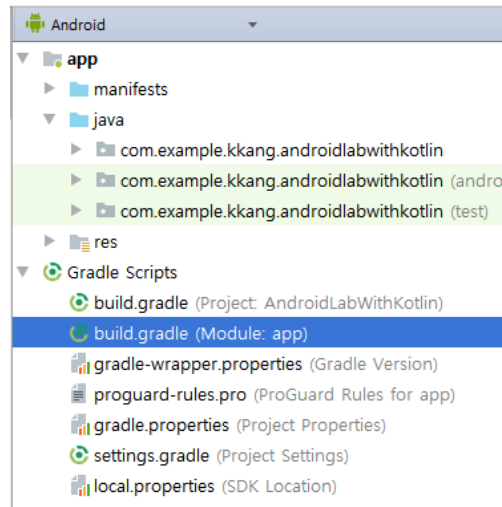 Android
app
manifests
java
com.example.kkang.androidlabwithkotlin
com.example.kkang.androidlabwithkotlin (andro
com.example.kkang.androidlabwithkotlin (test)
res
Gradle Scripts
build.gradle (Project: AndroidLabWithKotlin)
build.gradle (Module: app)
gradle-wrapper.properties (Gradle Version)
proguard-rules.pro (ProGuard Rules for app)
gradle.properties (Project Properties)
settings.gradle (Project Settings)
local.properties (SDK Location)